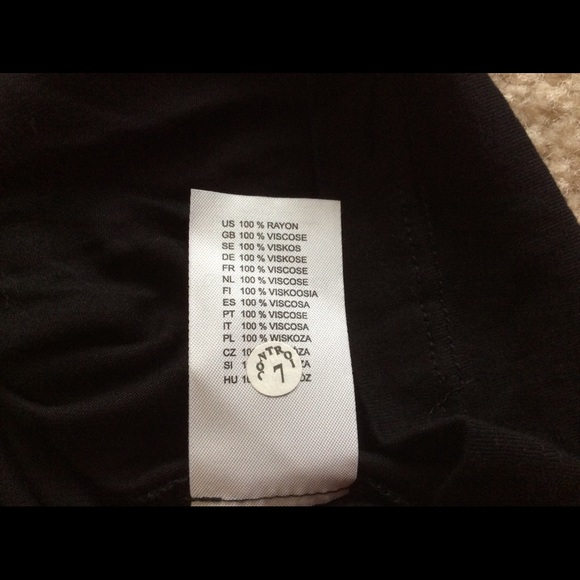 US 100 % RAYON
GB 100 % VISCOSE
SE 100 % VISKOS
DE 100 % VISKOSE
FR 100 % VISCOSE
NL 100 % VISCOSE
FI 100 % VISKOOSIA
ES 100 % VISCOSA
PT 100 % VISCOSE
IT 100 % VISCOSA
PL 100 % WISKOZA
CZ
SI
HU
CONTROL
7